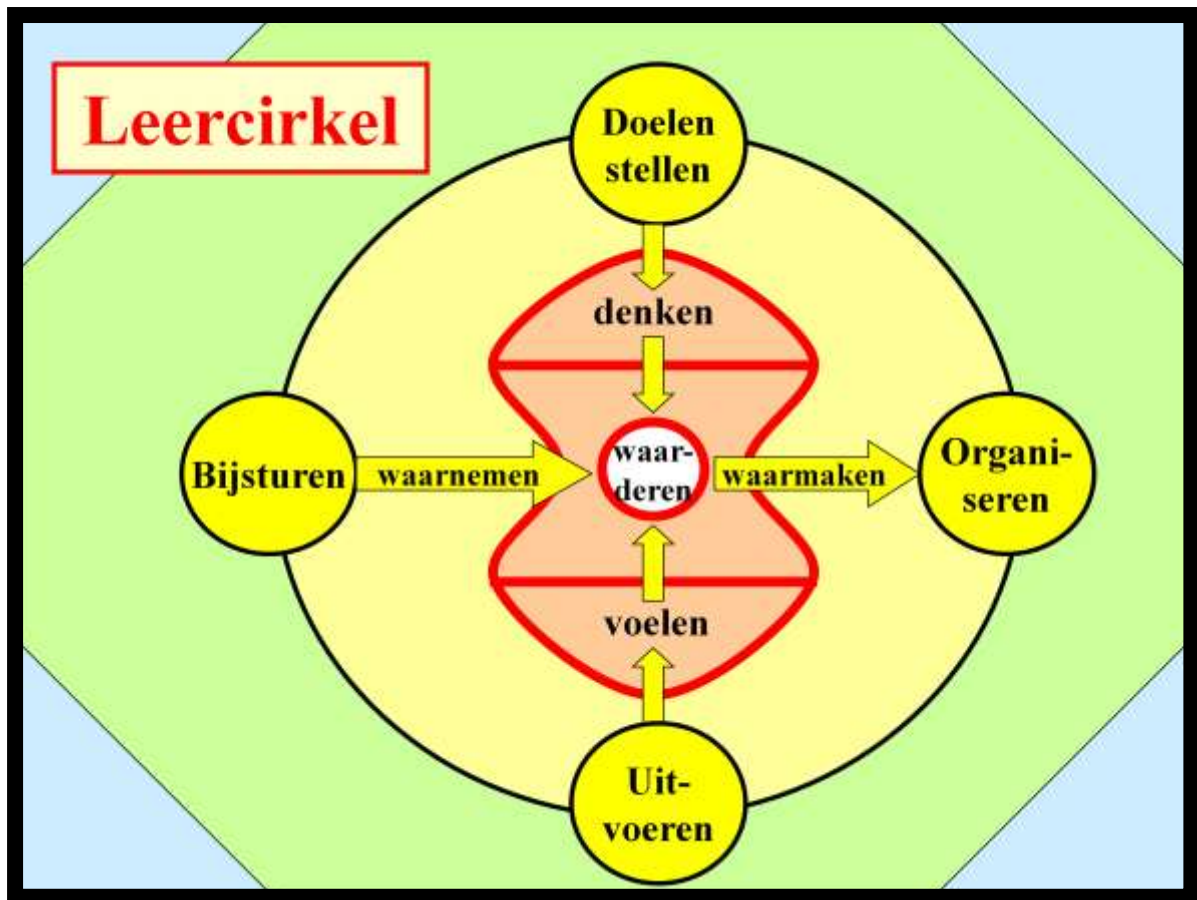 Leercirkel
Doelen
stellen
denken
Bijsturen
waarnemen
waar-
deren
waarmaken
Organi-
seren
voelen
Uit-
voeren